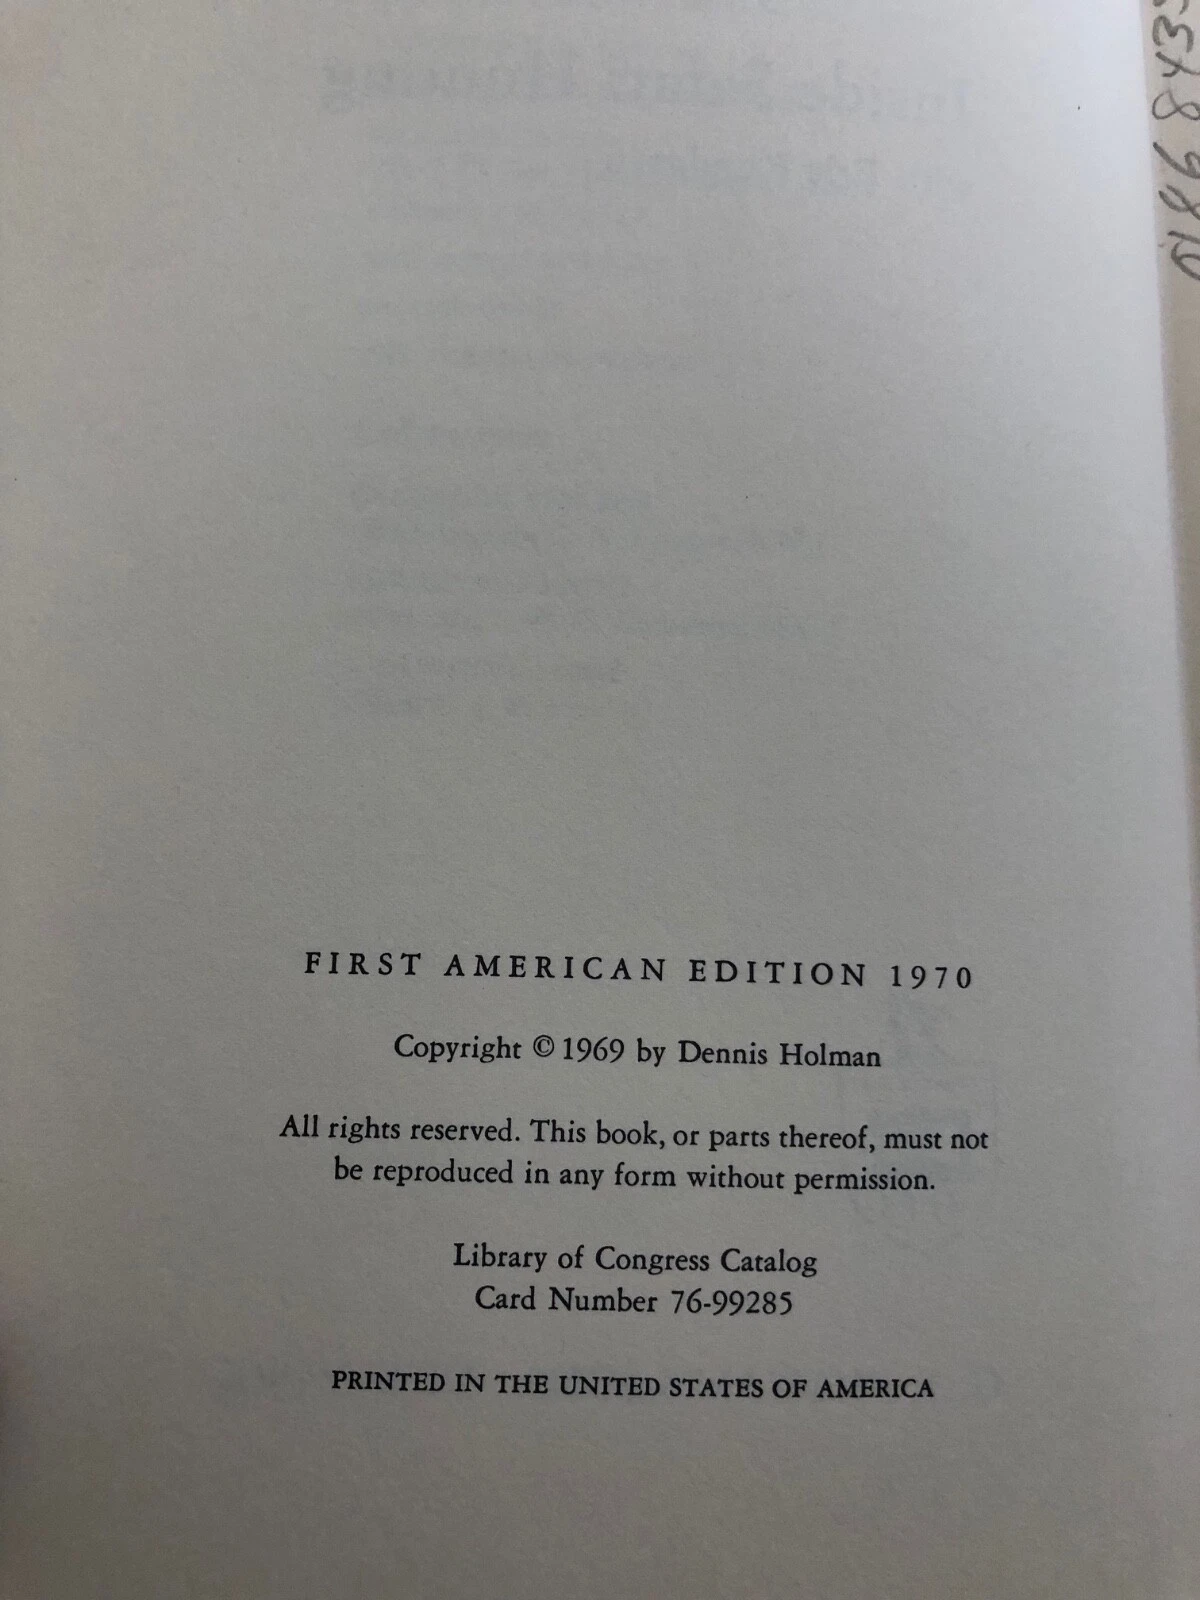 FIRST AMERICAN EDITION 1970
Copyright © 1969 by Dennis Holman
All rights reserved. This book, or parts thereof, must not
be reproduced in any form without permission.
Library of Congress Catalog
Card Number 76-99285
PRINTED IN THE UNITED STATES OF AMERICA